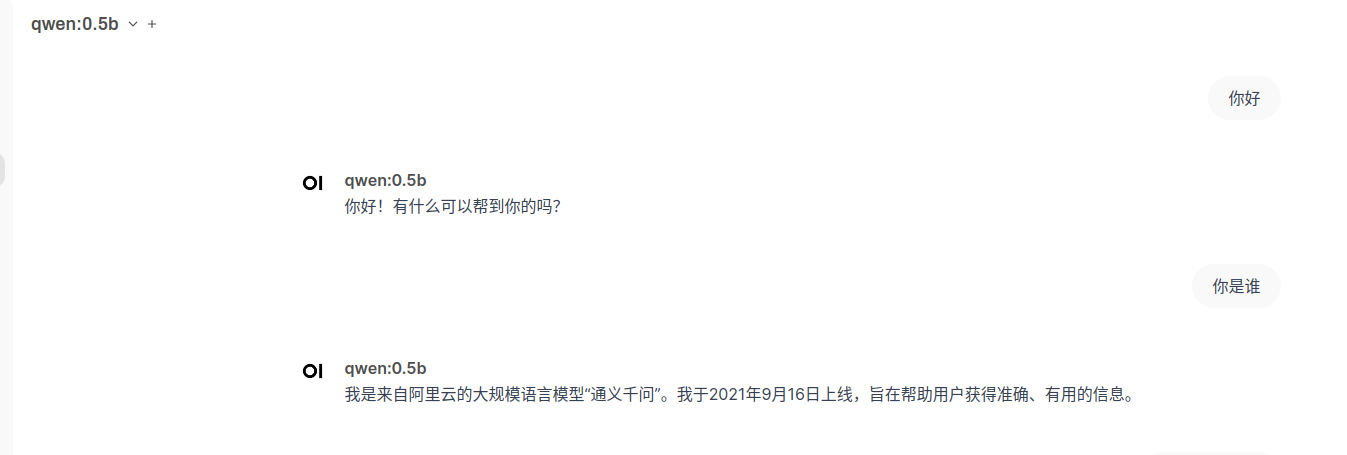 qwen:0.5b
你好
OI
qwen:0.5b
你好！有什么可以帮到你的吗？
你是谁
OI
qwen:0.5b
我是来自阿里云的大规模语言模型“通义千问”。我于2021年9月16日上线，旨在帮助用户获得准确、有用的信息。